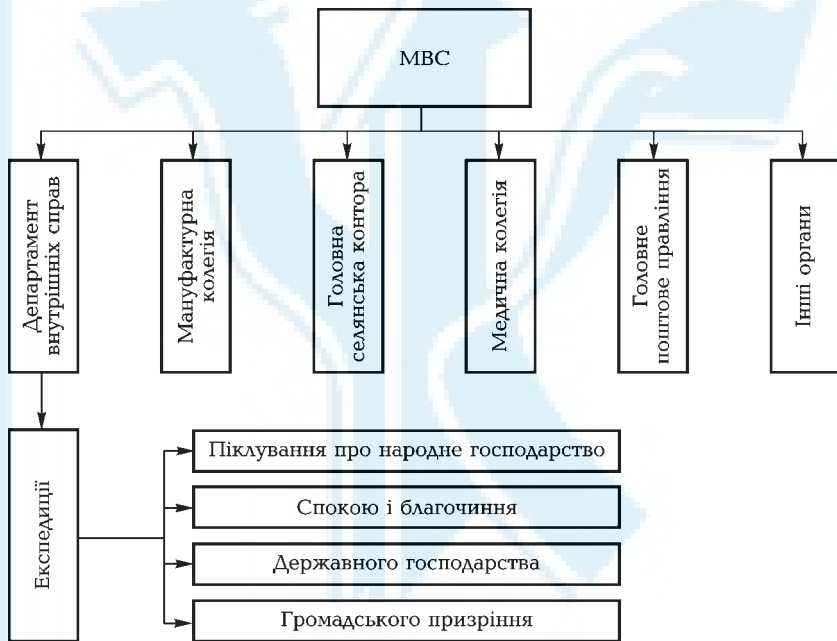 МВС
Департамент
внутрішніх справ
Мануфактурна
колегія
Головна
селянська контора
Медична колегія
Головне
поштове правління
Інші органи
Експедиції
Піклування про народне господарство
Спокою і благочиння
Державного господарства
Громадського призріння